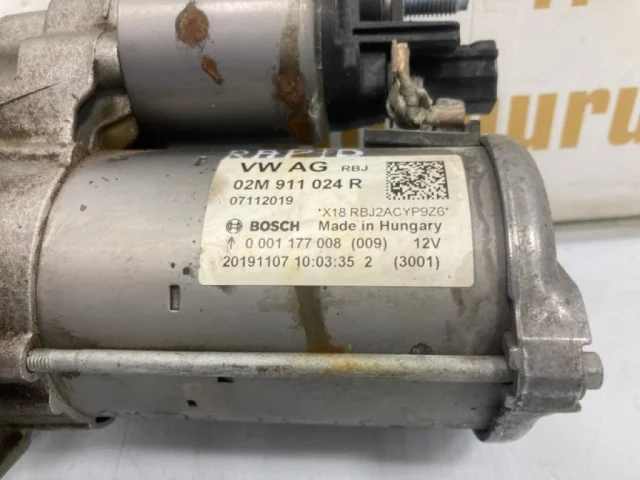 VW AG RBJ
02M 911 024 R
07112019
*X18 RBJ2ACYP9Z6*
BOSCH Made in Hungary
↑ 0 001 177 008 (009) 12V
20191107 10:03:35 2 (3001)